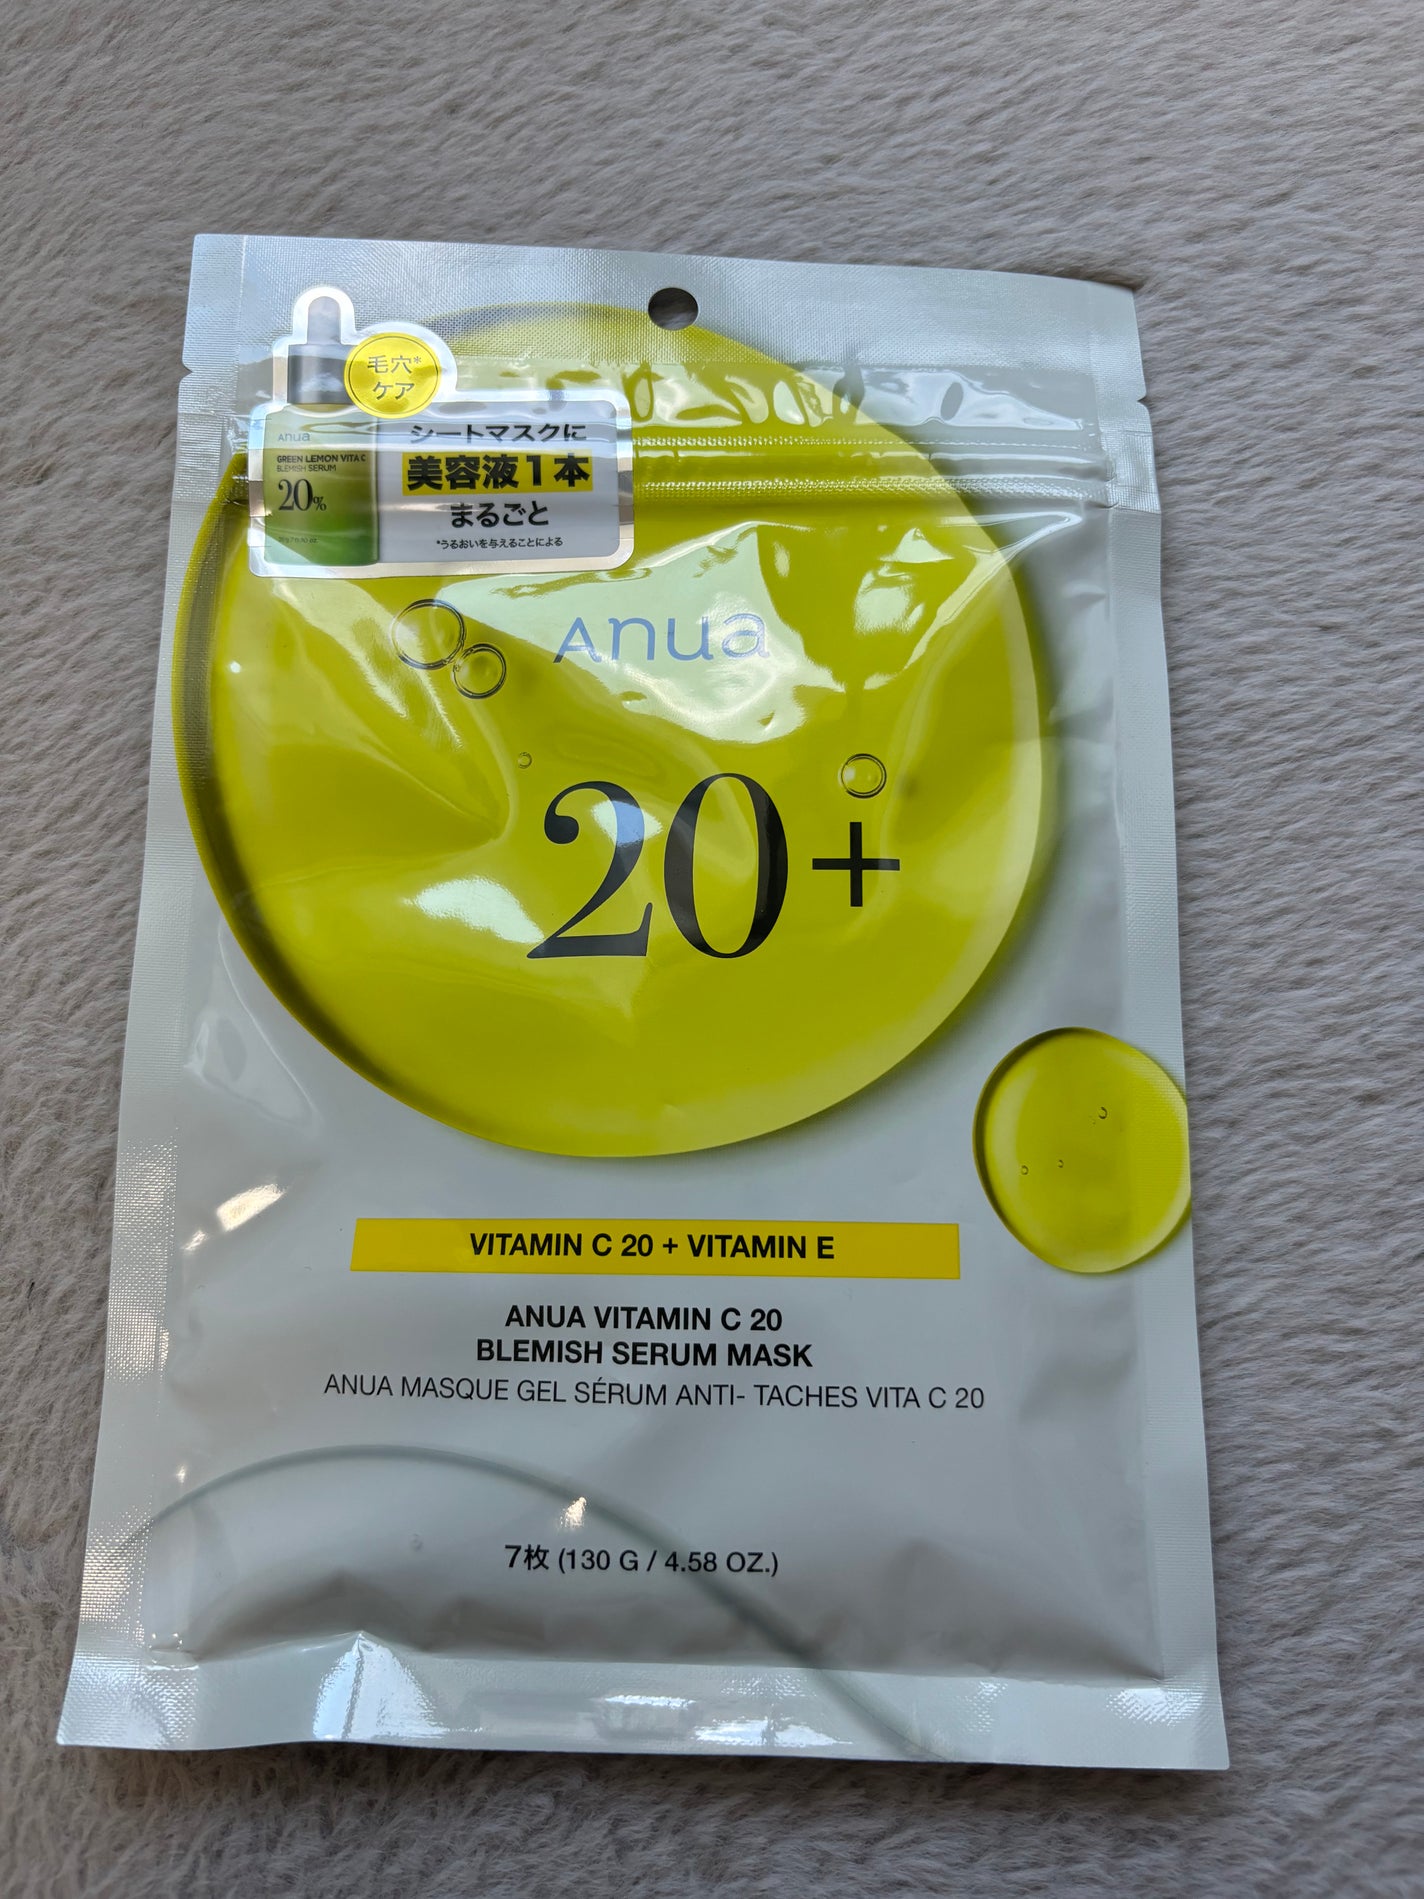 毛穴*
ケア
Anua
GREEN LEMON VITA C
BLEMISH SERUM
20%
シートマスクに
美容液1本
まるごと
*うるおいを与えることによる
Anua
20+
VITAMIN C 20 + VITAMIN E
ANUA VITAMIN C 20
BLEMISH SERUM MASK
ANUA MASQUE GEL SÉRUM ANTI- TACHES VITA C 20
7枚 (130 G / 4.58 OZ.)